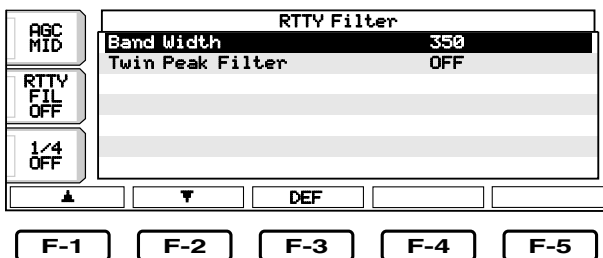 RTTY Filter
AGC
MID
Band Width 350
Twin Peak Filter OFF
RTTY
FIL
OFF
1/4
OFF
▲ ▼ DEF
F-1 F-2 F-3 F-4 F-5